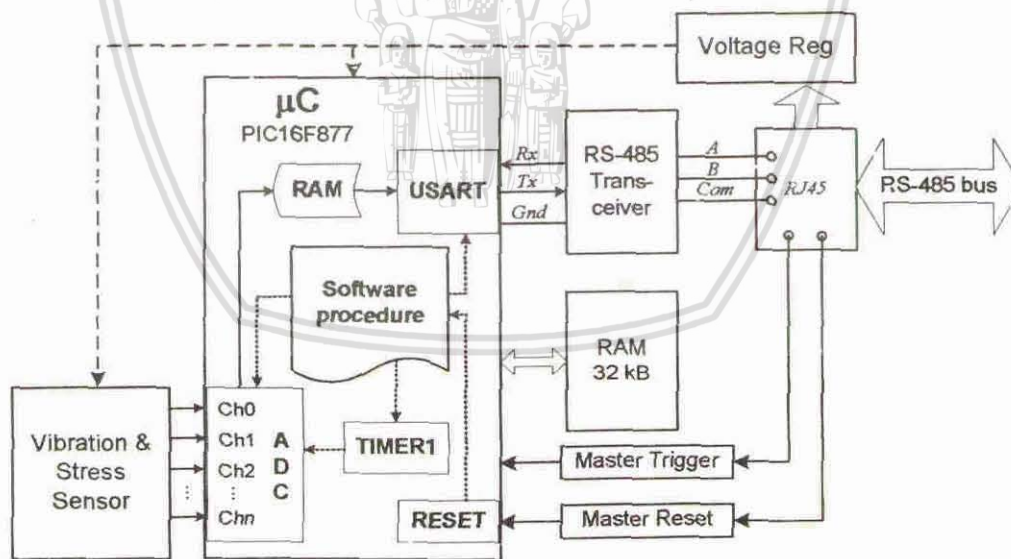 Voltage Reg
μC
PIC16F877
RAM
USART
Rx
Tx
Gnd
RS-485
Trans-
ceiver
A
B
Com
RJ45
RS-485 bus
Software
procedure
RAM
32 kB
Vibration &
Stress
Sensor
Ch0
Ch1
Ch2
⋮
Chn
A
D
C
TIMER1
RESET
Master Trigger
Master Reset